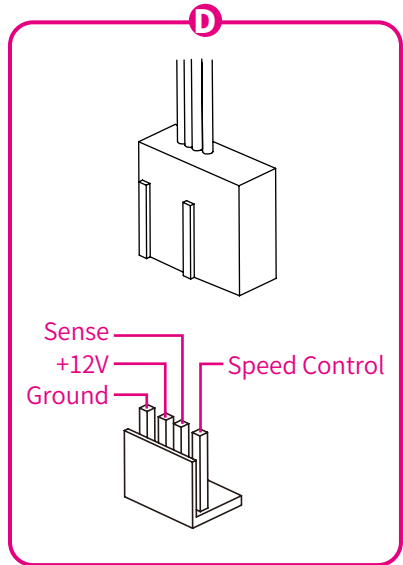 D
Sense
+12V
Ground
Speed Control